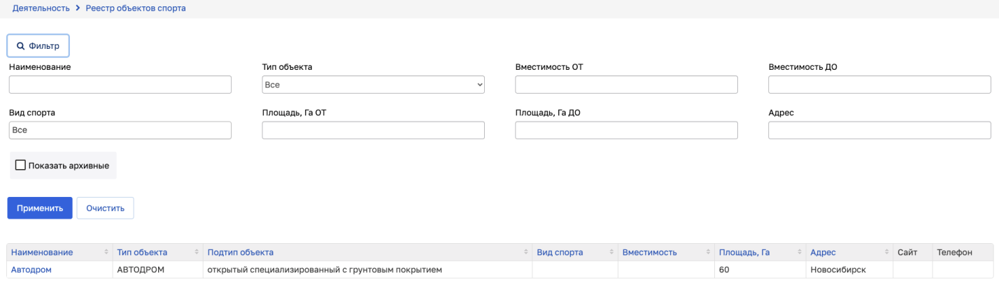 Деятельность > Реестр объектов спорта
Фильтр
Наименование Тип объекта Вместимость ОТ Вместимость ДО
Все
Вид спорта Площадь, Га ОТ Площадь, Га ДО Адрес
Все
Показать архивные
Применить Очистить
Наименование Тип объекта Подтип объекта Вид спорта Вместимость Площадь, Га Адрес Сайт Телефон
Автодром АВТОДРОМ открытый специализированный с грунтовым покрытием 60 Новосибирск